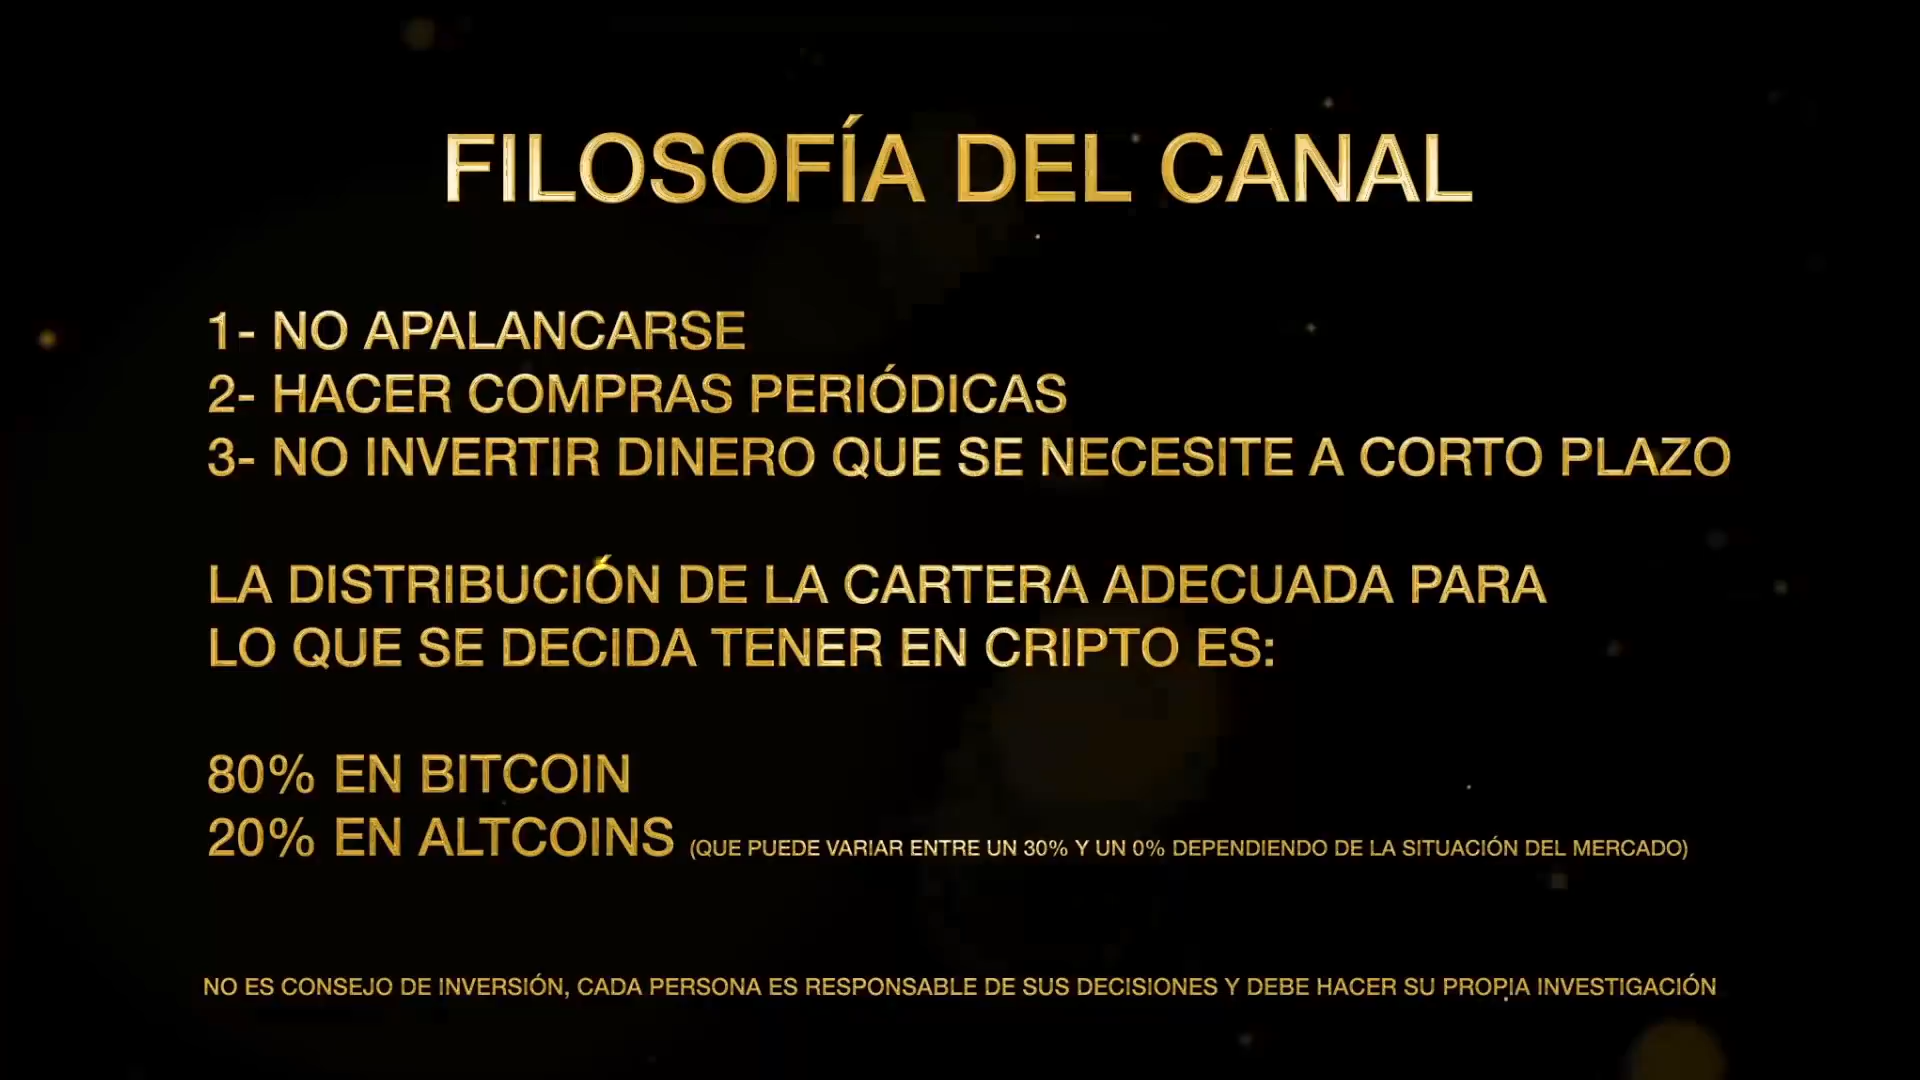 FILOSOFÍA DEL CANAL
1- NO APALANCARSE
2- HACER COMPRAS PERIÓDICAS
3- NO INVERTIR DINERO QUE SE NECESITE A CORTO PLAZO
LA DISTRIBUCIÓN DE LA CARTERA ADECUADA PARA
LO QUE SE DECIDA TENER EN CRIPTO ES:
80% EN BITCOIN
20% EN ALTCOINS (QUE PUEDE VARIAR ENTRE UN 30% Y UN 0% DEPENDIENDO DE LA SITUACIÓN DEL MERCADO)
NO ES CONSEJO DE INVERSIÓN, CADA PERSONA ES RESPONSABLE DE SUS DECISIONES Y DEBE HACER SU PROPIA INVESTIGACIÓN